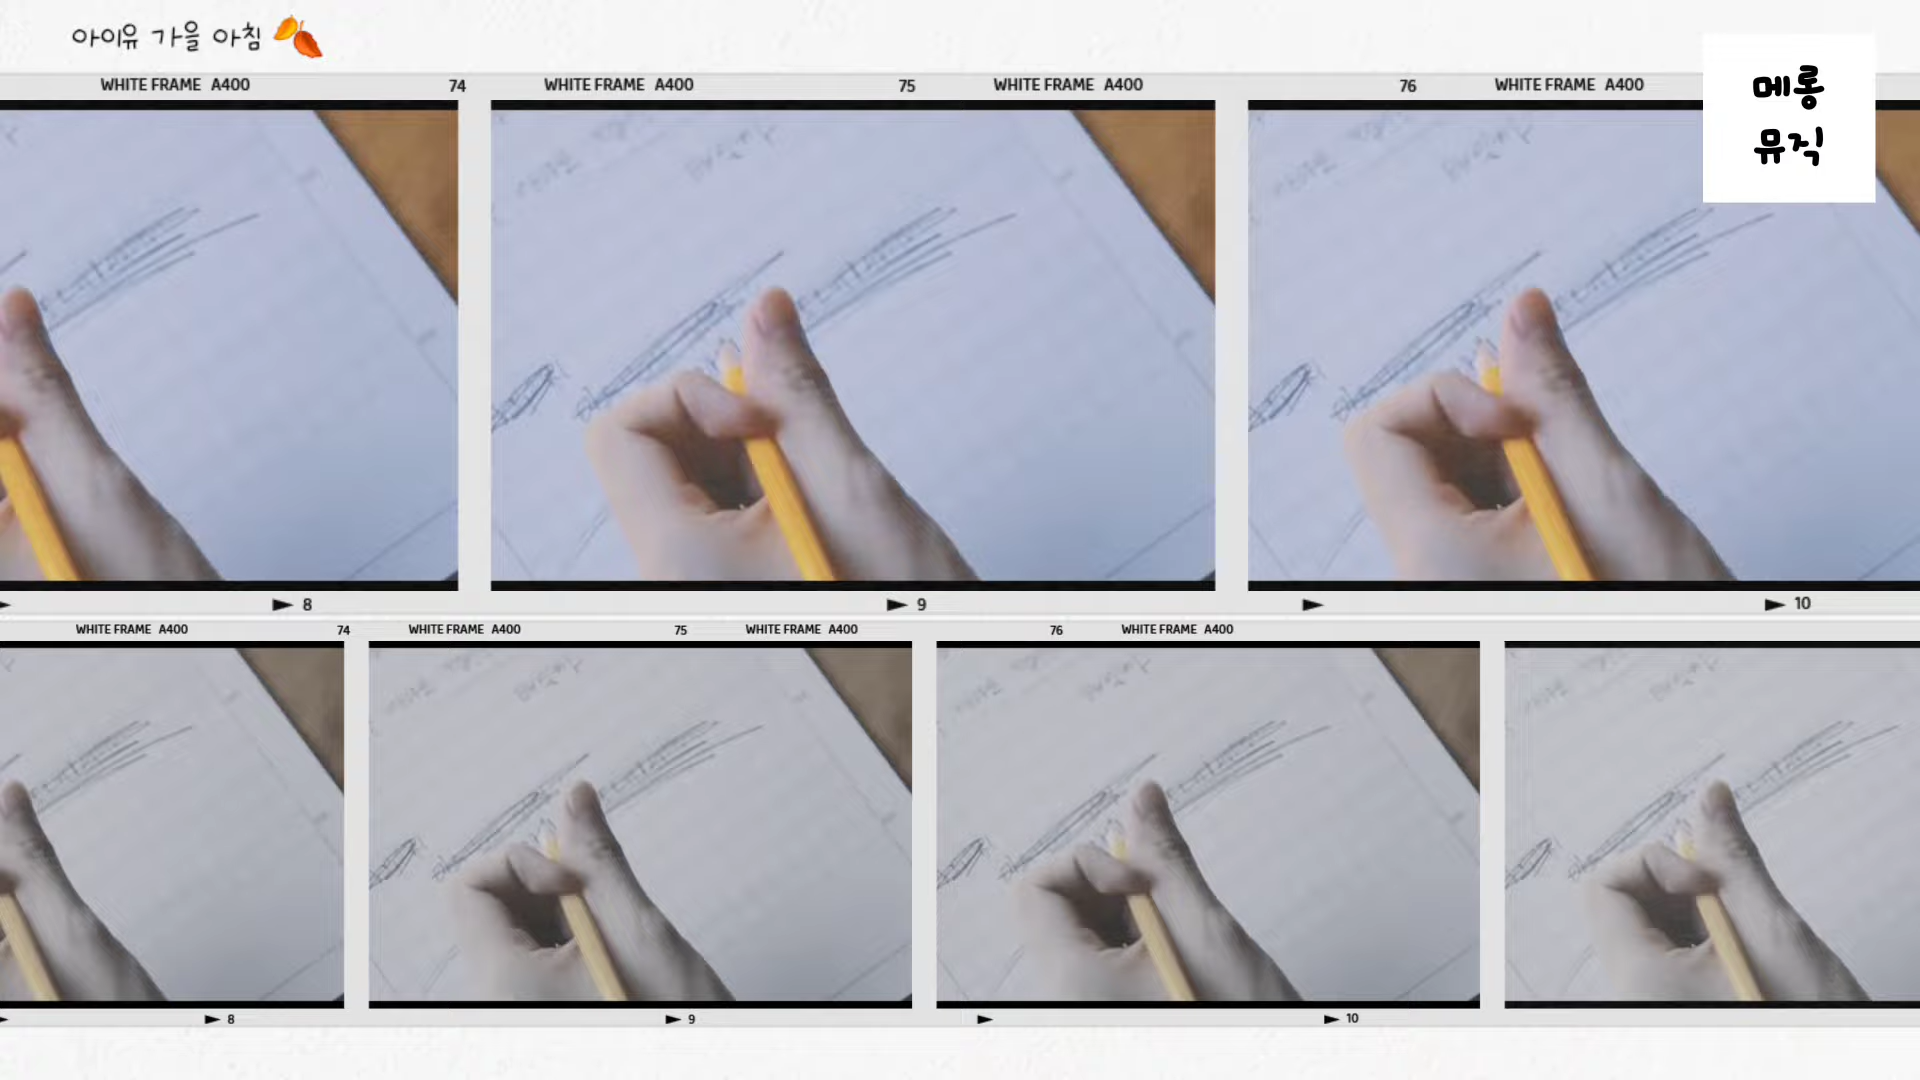 아이유 가을 아침
메롱
뮤직
WHITE FRAME A400 74 WHITE FRAME A400 75 WHITE FRAME A400 76 WHITE FRAME A400
8 9 10
WHITE FRAME A400 74 WHITE FRAME A400 75 WHITE FRAME A400 76 WHITE FRAME A400
8 9 10